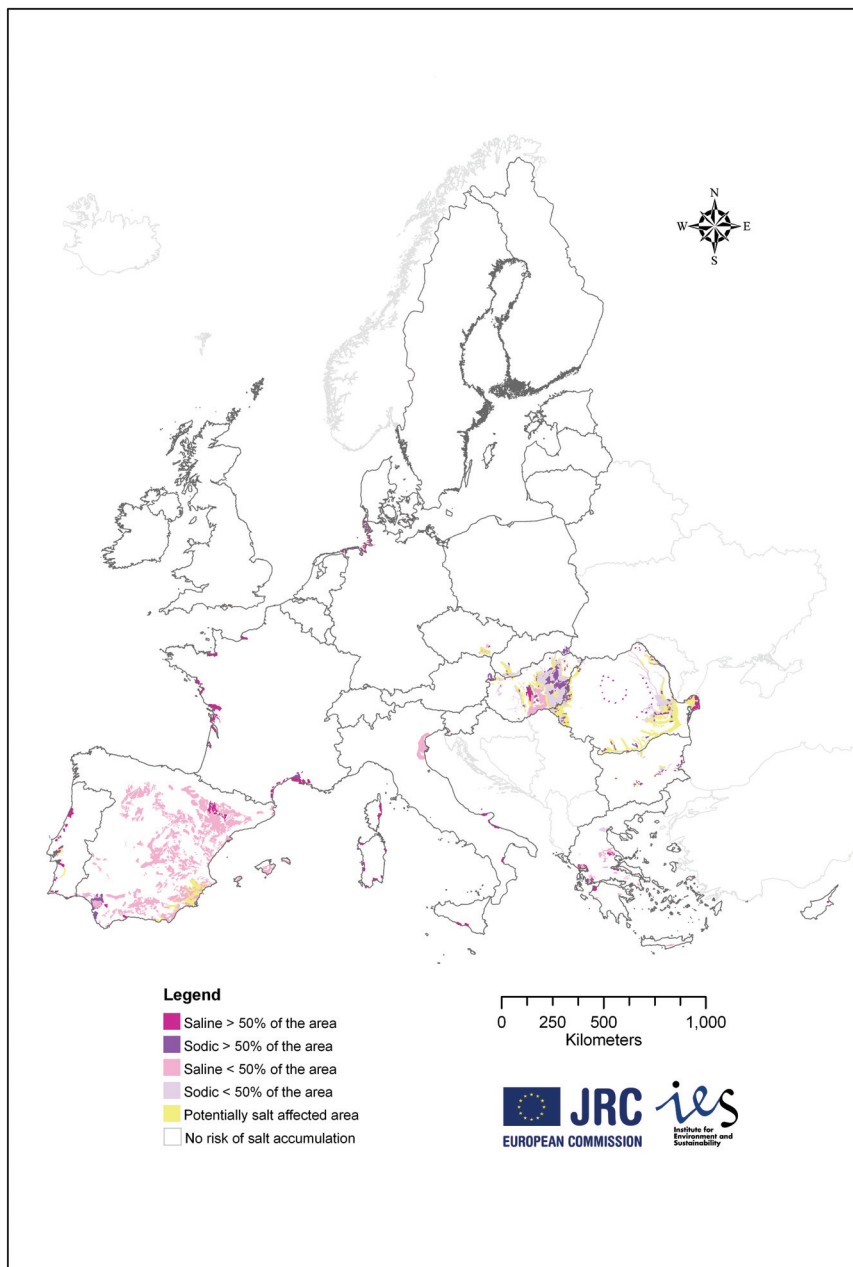 N
W E
S
Legend
Saline > 50% of the area
Sodic > 50% of the area
Saline < 50% of the area
Sodic < 50% of the area
Potentially salt affected area
No risk of salt accumulation
0 250 500 1,000
Kilometers
JRC
EUROPEAN COMMISSION
ies
Institute for
Environment and
Sustainability